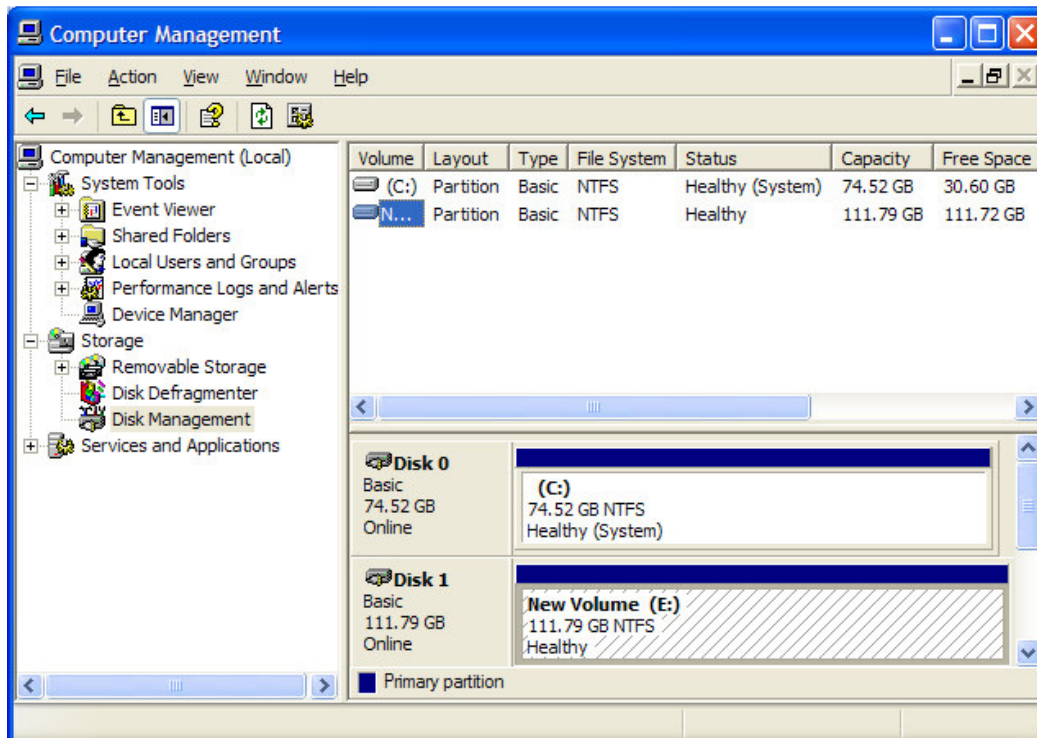 Computer Management
File Action View Window Help
Computer Management (Local)
System Tools
Event Viewer
Shared Folders
Local Users and Groups
Performance Logs and Alerts
Device Manager
Storage
Removable Storage
Disk Defragmenter
Disk Management
Services and Applications
Volume Layout Type File System Status Capacity Free Space
(C:) Partition Basic NTFS Healthy (System) 74.52 GB 30.60 GB
N... Partition Basic NTFS Healthy 111.79 GB 111.72 GB
Disk 0
Basic
74.52 GB
Online
(C:)
74.52 GB NTFS
Healthy (System)
Disk 1
Basic
111.79 GB
Online
New Volume (E:)
111.79 GB NTFS
Healthy
Primary partition